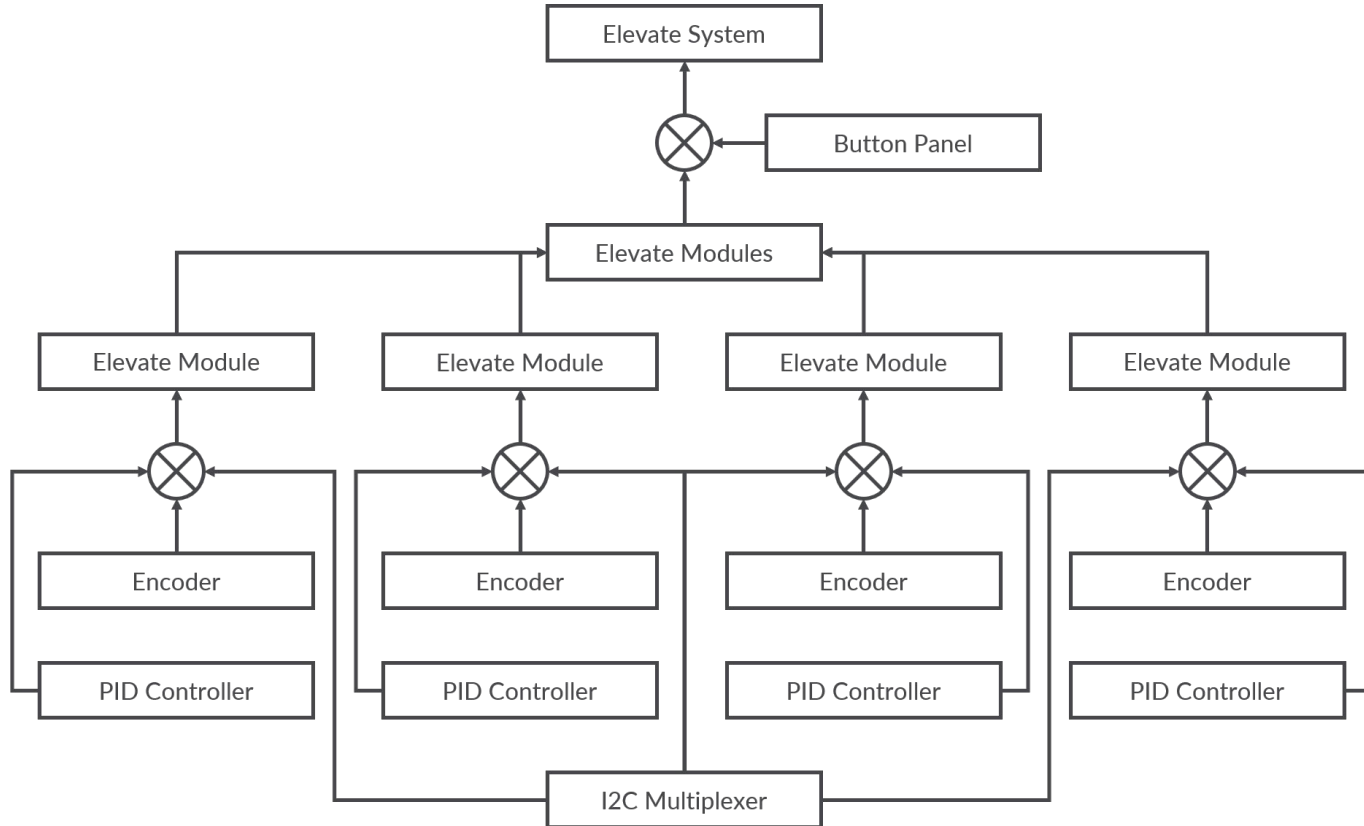 Elevate System
Button Panel
Elevate Modules
Elevate Module
Elevate Module
Elevate Module
Elevate Module
Encoder
Encoder
Encoder
Encoder
PID Controller
PID Controller
PID Controller
PID Controller
I2C Multiplexer